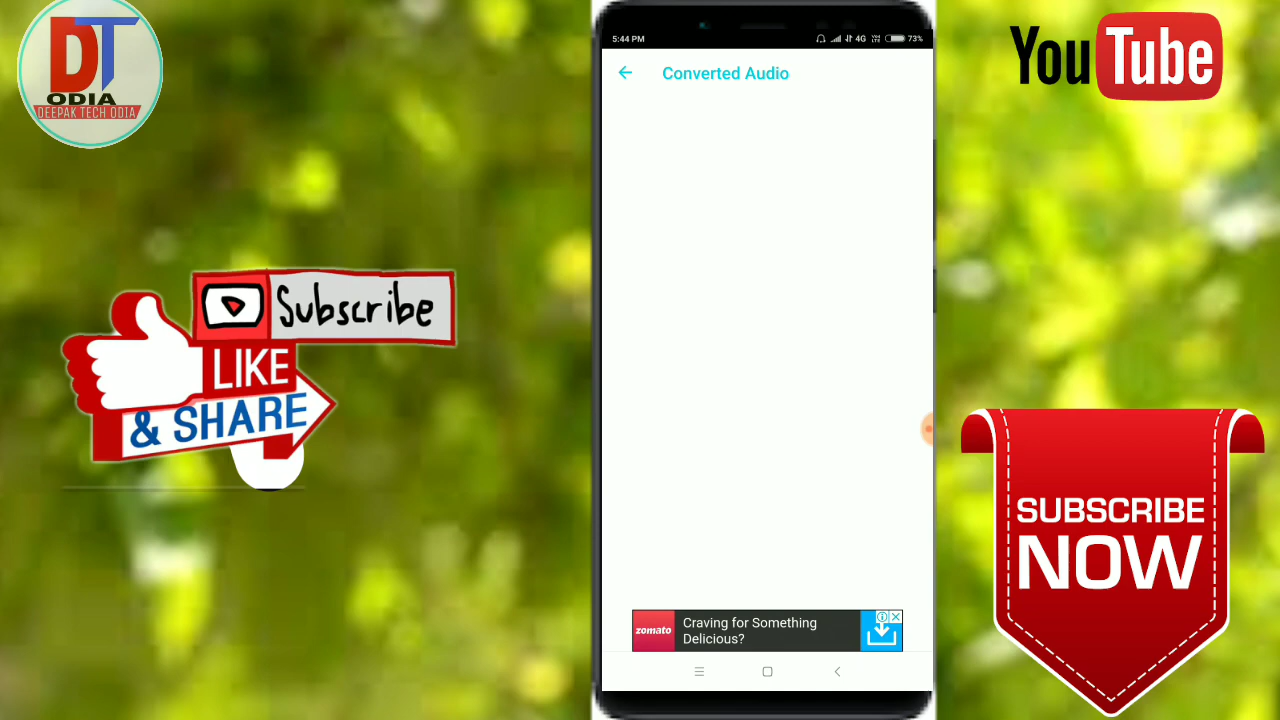 DT
ODIA
DEEPAK TECH ODIA
Subscribe
LIKE
& SHARE
5:44 PM
4G
73%
Converted Audio
zomato
Craving for Something
Delicious?
YouTube
SUBSCRIBE
NOW